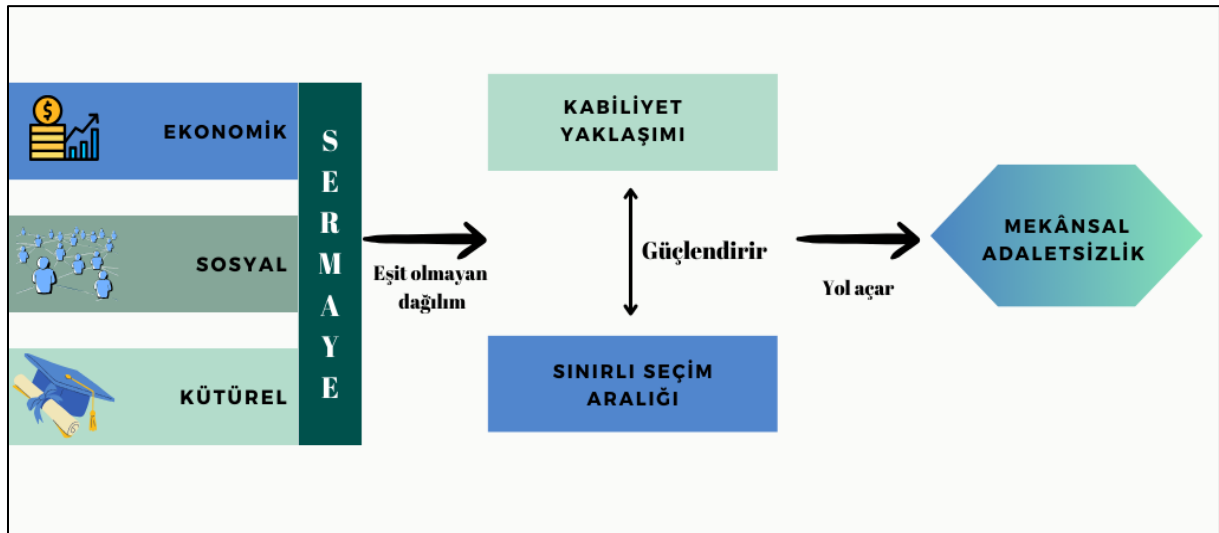 EKONOMİK
SOSYAL
KÜTÜREL
SERMAYE
Eşit olmayan
dağılım
KABİLİYET
YAKLAŞIMI
Güçlendirir
SINIRLI SEÇİM
ARALIĞI
Yol açar
MEKÂNSAL
ADALETSİZLİK